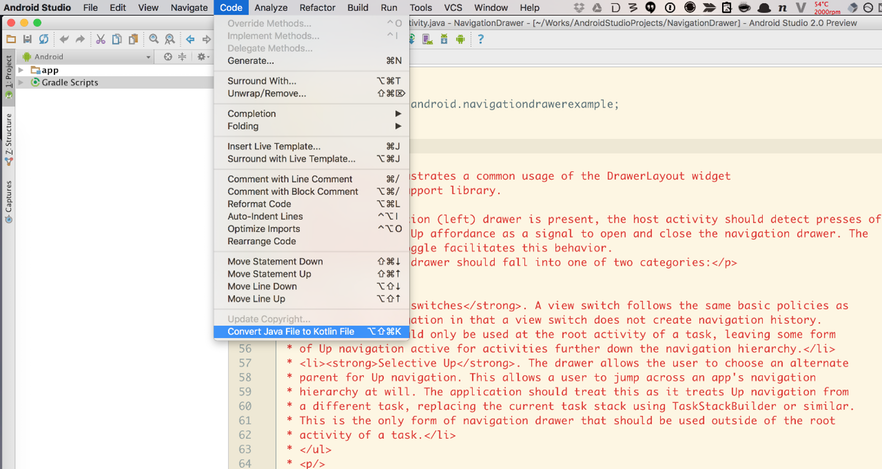 Android Studio File Edit View Navigate Code Analyze Refactor Build Run Tools VCS Window Help 54°C 2000rpm
tivity.java - NavigationDrawer - [~/Works/AndroidStudioProjects/NavigationDrawer] - Android Studio 2.0 Preview
Android
app
Gradle Scripts
1: Project
Z: Structure
Captures
Override Methods... ^O
Implement Methods... ^I
Delegate Methods...
Generate... ⌘N
Surround With... ⌥⌘T
Unwrap/Remove... ⇧⌘⌦
Completion ▶
Folding ▶
Insert Live Template... ⌘J
Surround with Live Template... ⌥⌘J
Comment with Line Comment ⌘/
Comment with Block Comment ⌥⌘/
Reformat Code ⌥⌘L
Auto-Indent Lines ^⌥I
Optimize Imports ^⌥O
Rearrange Code
Move Statement Down ⇧⌘↓
Move Statement Up ⇧⌘↑
Move Line Down ⌥⇧↓
Move Line Up ⌥⇧↑
Update Copyright...
Convert Java File to Kotlin File ⌥⇧⌘K
android.navigationdrawerexample;
strates a common usage of the DrawerLayout widget
pport library.
ion (left) drawer is present, the host activity should detect presses of
Up affordance as a signal to open and close the navigation drawer. The
ggle facilitates this behavior.
drawer should fall into one of two categories:</p>
switches</strong>. A view switch follows the same basic policies as
nation in that a view switch does not create navigation history.
ld only be used at the root activity of a task, leaving some form
56 * of Up navigation active for activities further down the navigation hierarchy.</li>
57 * <li><strong>Selective Up</strong>. The drawer allows the user to choose an alternate
58 * parent for Up navigation. This allows a user to jump across an app's navigation
59 * hierarchy at will. The application should treat this as it treats Up navigation from
60 * a different task, replacing the current task stack using TaskStackBuilder or similar.
61 * This is the only form of navigation drawer that should be used outside of the root
62 * activity of a task.</li>
63 * </ul>
64 * <p/>